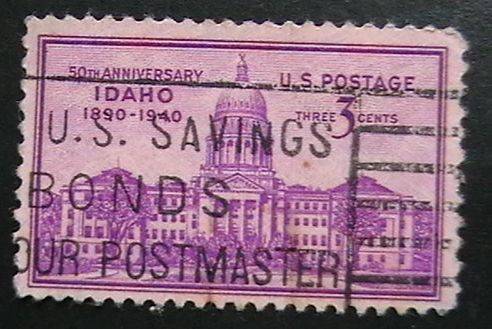 50TH ANNIVERSARY
IDAHO
1890-1940
U.S. POSTAGE
3
THREE CENTS
U.S. SAVINGS
BONDS
OUR POSTMASTER